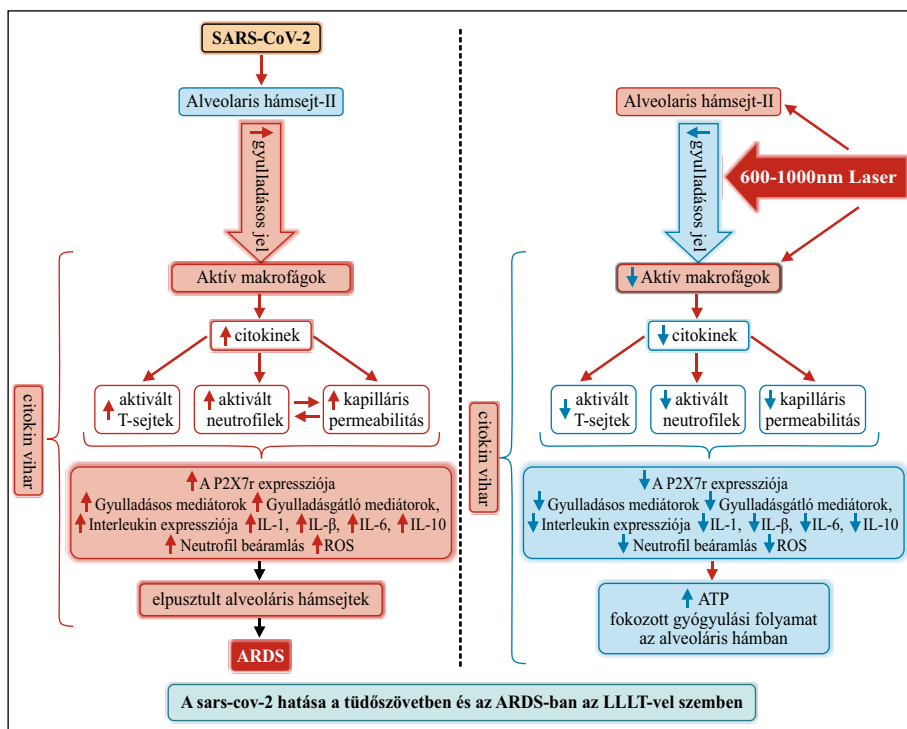 SARS-CoV-2
Alveolaris hámsejt-II
gyulladásos jel
Aktív makrofágok
citokinek
aktivált
T-sejtek
aktivált
neutrofilek
kapilláris
permeabilitás
citokin vihar
A P2X7r expressziója
Gyulladásos mediátorok Gyulladásgátló mediátorok,
Interleukin expressziója IL-1, IL-β, IL-6, IL-10
Neutrofil beáramlás ROS
elpusztult alveoláris hámsejtek
ARDS
Alveolaris hámsejt-II
gyulladásos jel
600-1000nm Laser
Aktív makrofágok
citokinek
aktivált
T-sejtek
aktivált
neutrofilek
kapilláris
permeabilitás
citokin vihar
A P2X7r expressziója
Gyulladásos mediátorok Gyulladásgátló mediátorok,
Interleukin expressziója IL-1, IL-β, IL-6, IL-10
Neutrofil beáramlás ROS
ATP
fokozott gyógyulási folyamat
az alveoláris hámban
A sars-cov-2 hatása a tüdőszövetben és az ARDS-ban az LLLT-vel szemben